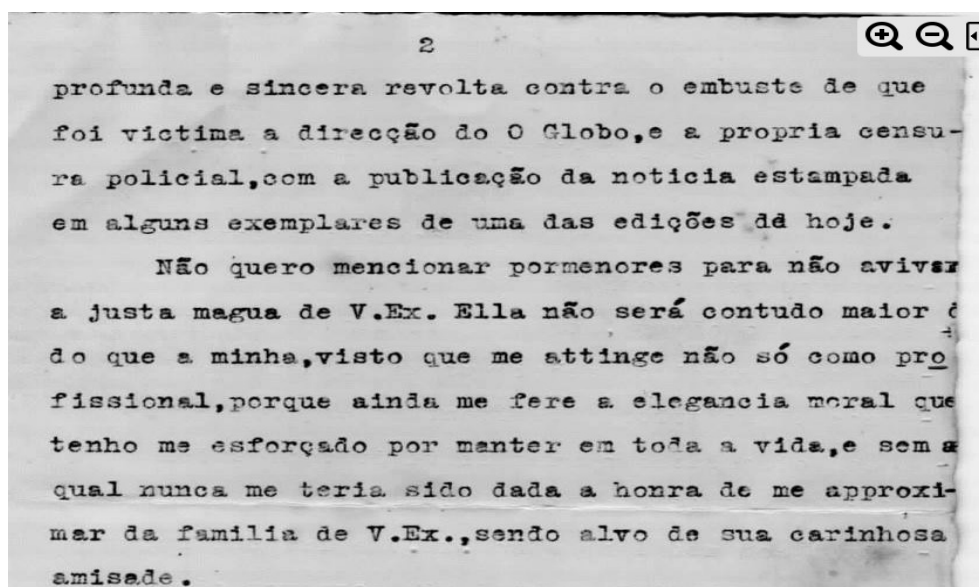 2
profunda e sincera revolta contra o embuste de que
foi victima a direcção do O Globo,e a propria censu-
ra policial,com a publicação da noticia estampada
em alguns exemplares de uma das edições dd hoje.
Não quero mencionar pormenores para não avivar
a justa magua de V.Ex. Ella não será contudo maior
do que a minha,visto que me attinge não só como pro
fissional,porque ainda me fere a elegancia moral que
tenho me esforçado por manter em toda a vida,e sem a
qual nunca me teria sido dada a honra de me approxi-
mar da familia de V.Ex.,sendo alvo de sua carinhosa
amisade.